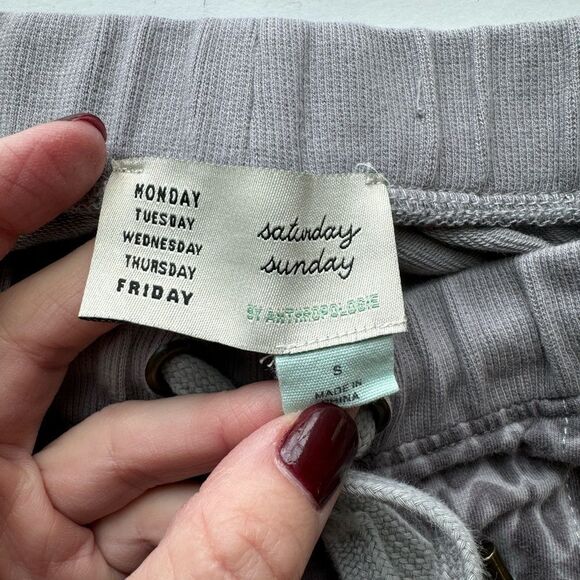 MONDAY
TUESDAY
WEDNESDAY
THURSDAY
FRIDAY
saturday
sunday
BY ANTHROPOLOGIE
S
MADE IN
CHINA